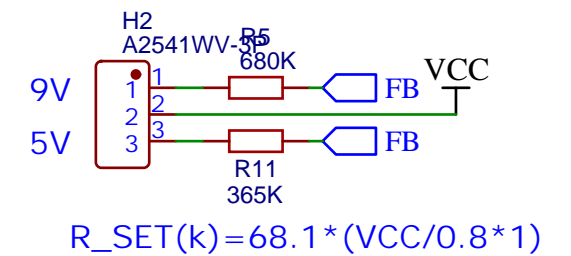 H2
A2541WV-3P
R5
680K
VCC
9V
1
1
FB
2
2
5V
3
3
FB
R11
365K
R_SET(k)=68.1*(VCC/0.8*1)